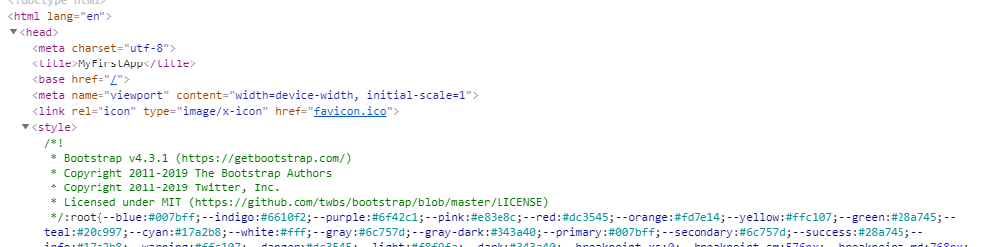 <!doctype html>
<html lang="en">
<head>
<meta charset="utf-8">
<title>MyFirstApp</title>
<base href="/">
<meta name="viewport" content="width=device-width, initial-scale=1">
<link rel="icon" type="image/x-icon" href="favicon.ico">
<style>
/*!
* Bootstrap v4.3.1 (https://getbootstrap.com/)
* Copyright 2011-2019 The Bootstrap Authors
* Copyright 2011-2019 Twitter, Inc.
* Licensed under MIT (https://github.com/twbs/bootstrap/blob/master/LICENSE)
*/:root{--blue:#007bff;--indigo:#6610f2;--purple:#6f42c1;--pink:#e83e8c;--red:#dc3545;--orange:#fd7e14;--yellow:#ffc107;--green:#28a745;--
teal:#20c997;--cyan:#17a2b8;--white:#fff;--gray:#6c757d;--gray-dark:#343a40;--primary:#007bff;--secondary:#6c757d;--success:#28a745;--
info:#17a2b8;--warning:#ffc107;--danger:#dc3545;--light:#f8f9fa;--dark:#343a40;--breakpoint-xs:0;--breakpoint-sm:576px;--breakpoint-md:768px;--